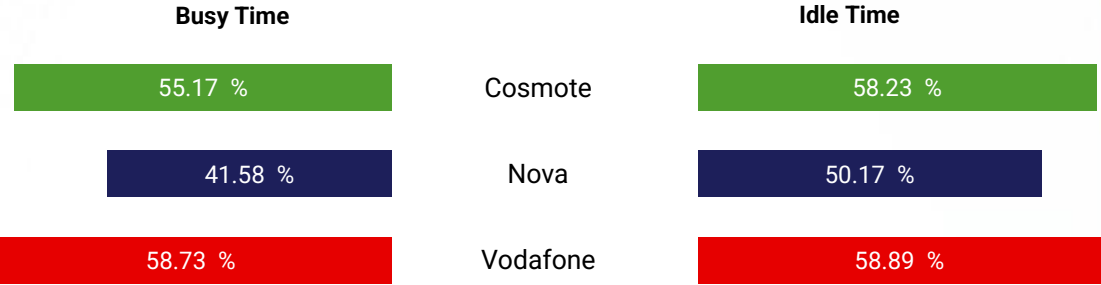 Busy Time Idle Time
55.17 % Cosmote 58.23 %
41.58 % Nova 50.17 %
58.73 % Vodafone 58.89 %